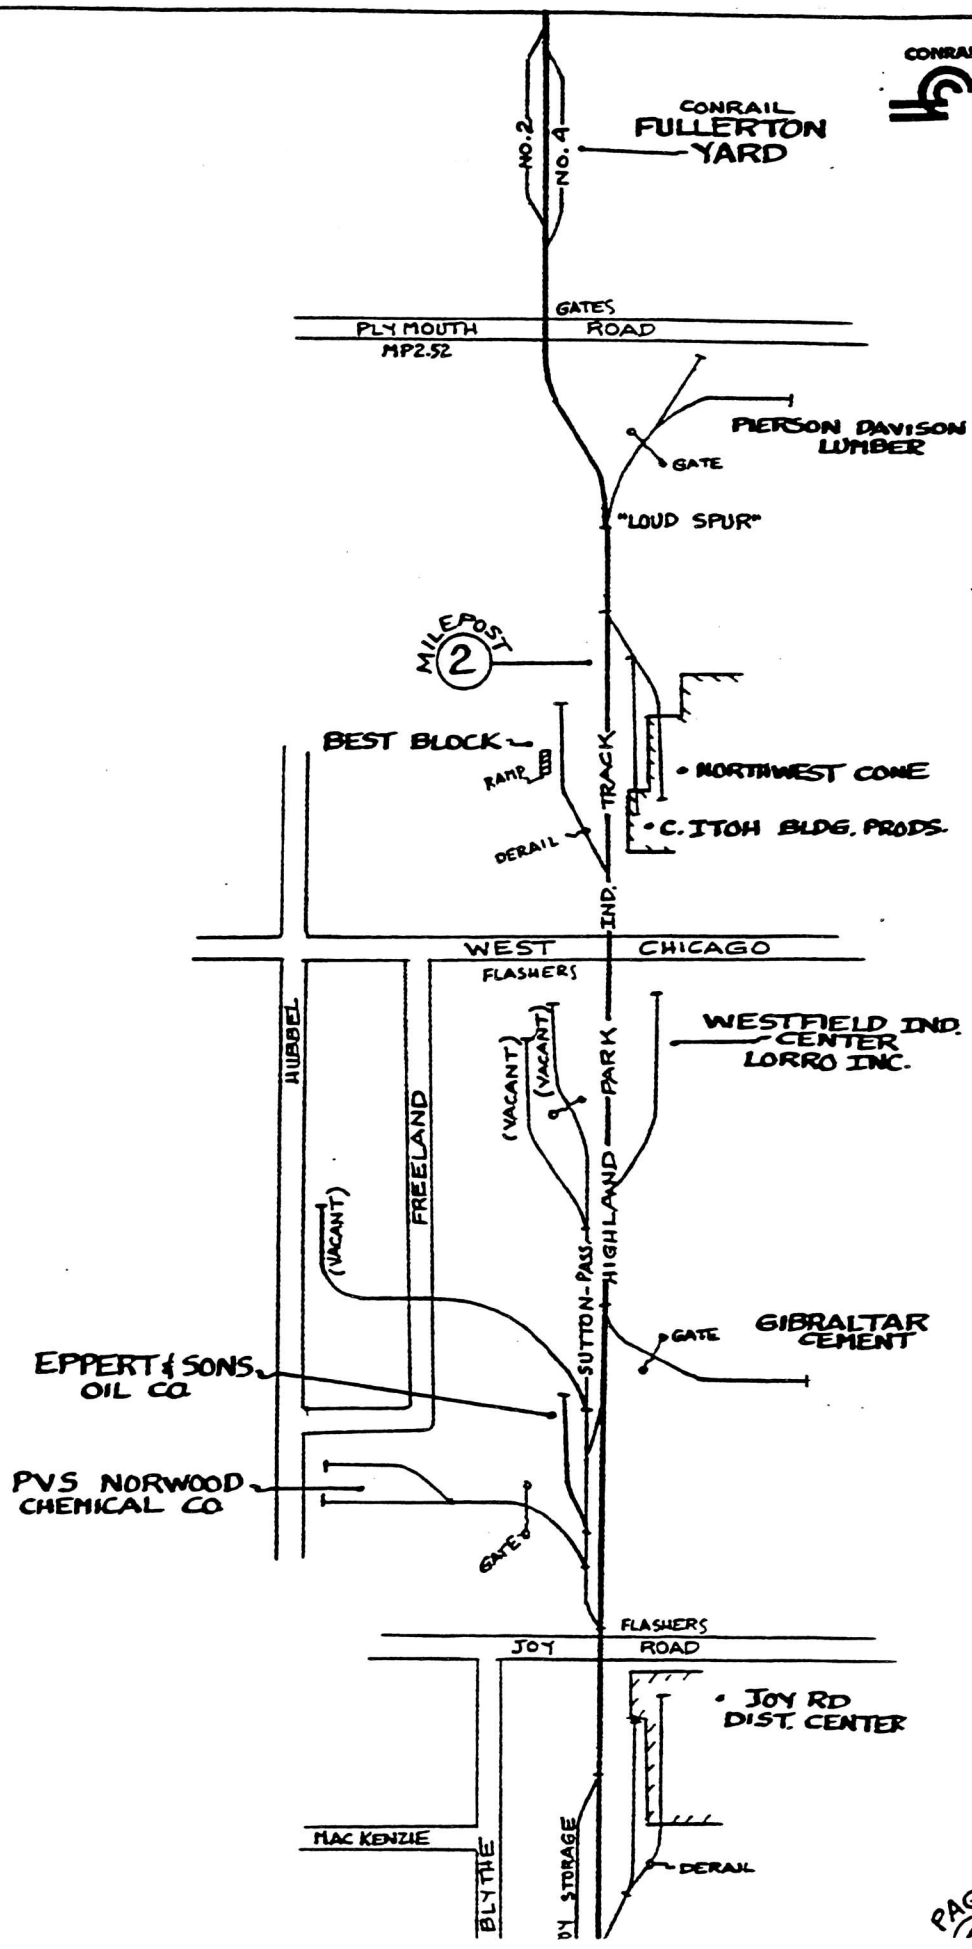 CONRAIL
FULLERTON
YARD
NO. 2
NO. 4
GATES
PLYMOUTH ROAD
MP2.52
PIERSON DAVISON
LUMBER
GATE
"LOUD SPUR"
MILEPOST
2
BEST BLOCK
RAMP
DERAIL
NORTHWEST CONE
C. ITOH BLDG. PRODS.
WEST CHICAGO
FLASHERS
HUBBEL
FREELAND
(VACANT)
(VACANT)
(VACANT)
HIGHLAND PARK IND. TRACK
SUTTON-PASS
WESTFIELD IND.
CENTER
LORRO INC.
GATE
GIBRALTAR
CEMENT
EPPERT & SONS
OIL CO.
PVS NORWOOD
CHEMICAL CO.
GATE
FLASHERS
JOY ROAD
JOY RD
DIST. CENTER
MAC KENZIE
BLYTHE
STORAGE
DERAIL